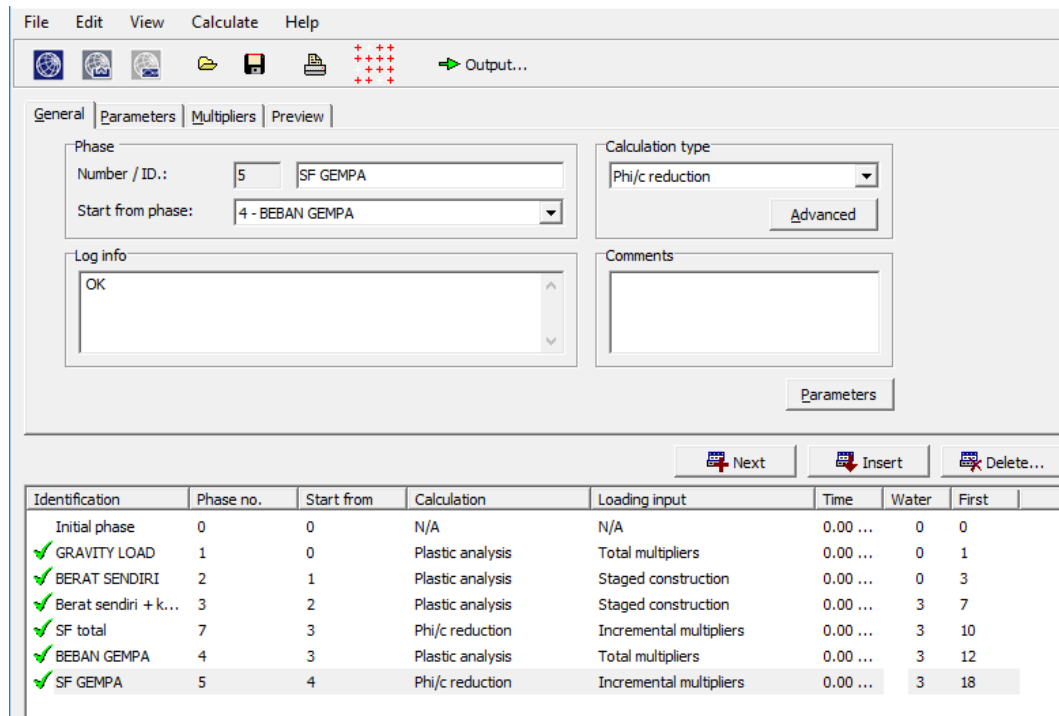 File Edit View Calculate Help
Output...
General Parameters Multipliers Preview
Phase
Number / ID.: 5 SF GEMPA
Start from phase: 4 - BEBAN GEMPA
Calculation type
Phi/c reduction
Advanced
Log info
OK
Comments
Parameters
Next Insert Delete...
Identification Phase no. Start from Calculation Loading input Time Water First
Initial phase 0 0 N/A N/A 0.00 ... 0 0
GRAVITY LOAD 1 0 Plastic analysis Total multipliers 0.00 ... 0 1
BERAT SENDIRI 2 1 Plastic analysis Staged construction 0.00 ... 0 3
Berat sendiri + k... 3 2 Plastic analysis Staged construction 0.00 ... 3 7
SF total 7 3 Phi/c reduction Incremental multipliers 0.00 ... 3 10
BEBAN GEMPA 4 3 Plastic analysis Total multipliers 0.00 ... 3 12
SF GEMPA 5 4 Phi/c reduction Incremental multipliers 0.00 ... 3 18